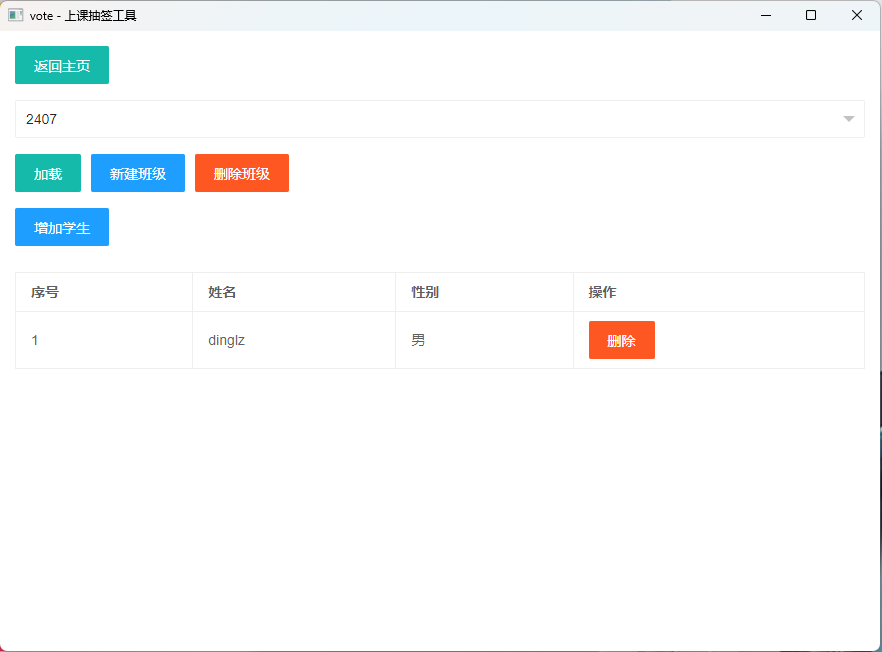 vote - 上课抽签工具
返回主页
2407
加载 新建班级 删除班级
增加学生
序号 姓名 性别 操作
1 dinglz 男 删除